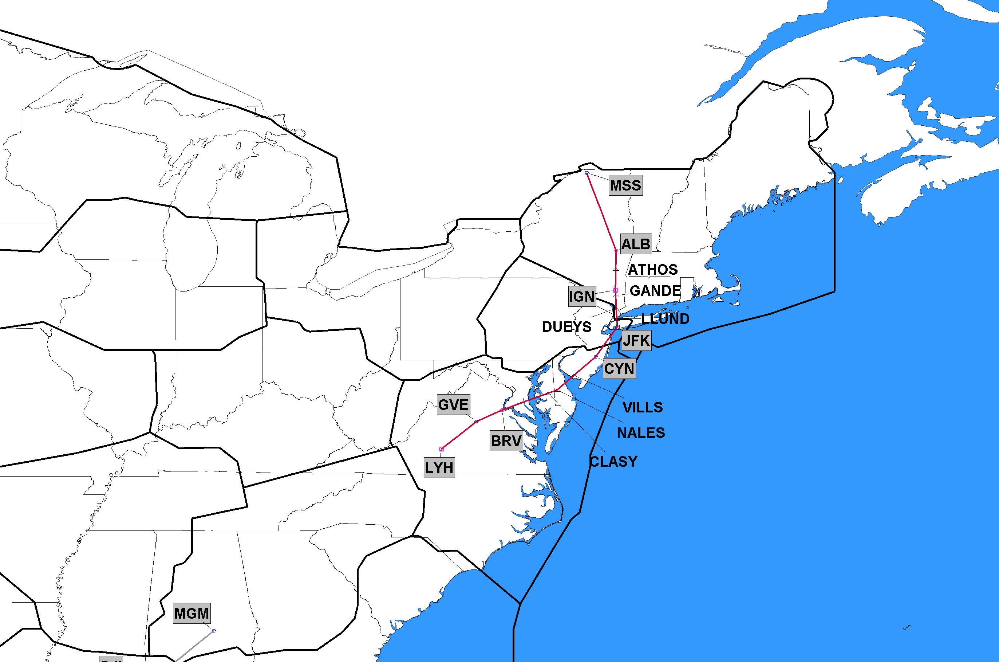 MSS
ALB
ATHOS
GANDE
IGN
LLUND
DUEYS
JFK
CYN
GVE
VILLS
NALES
BRV
CLASY
LYH
MGM